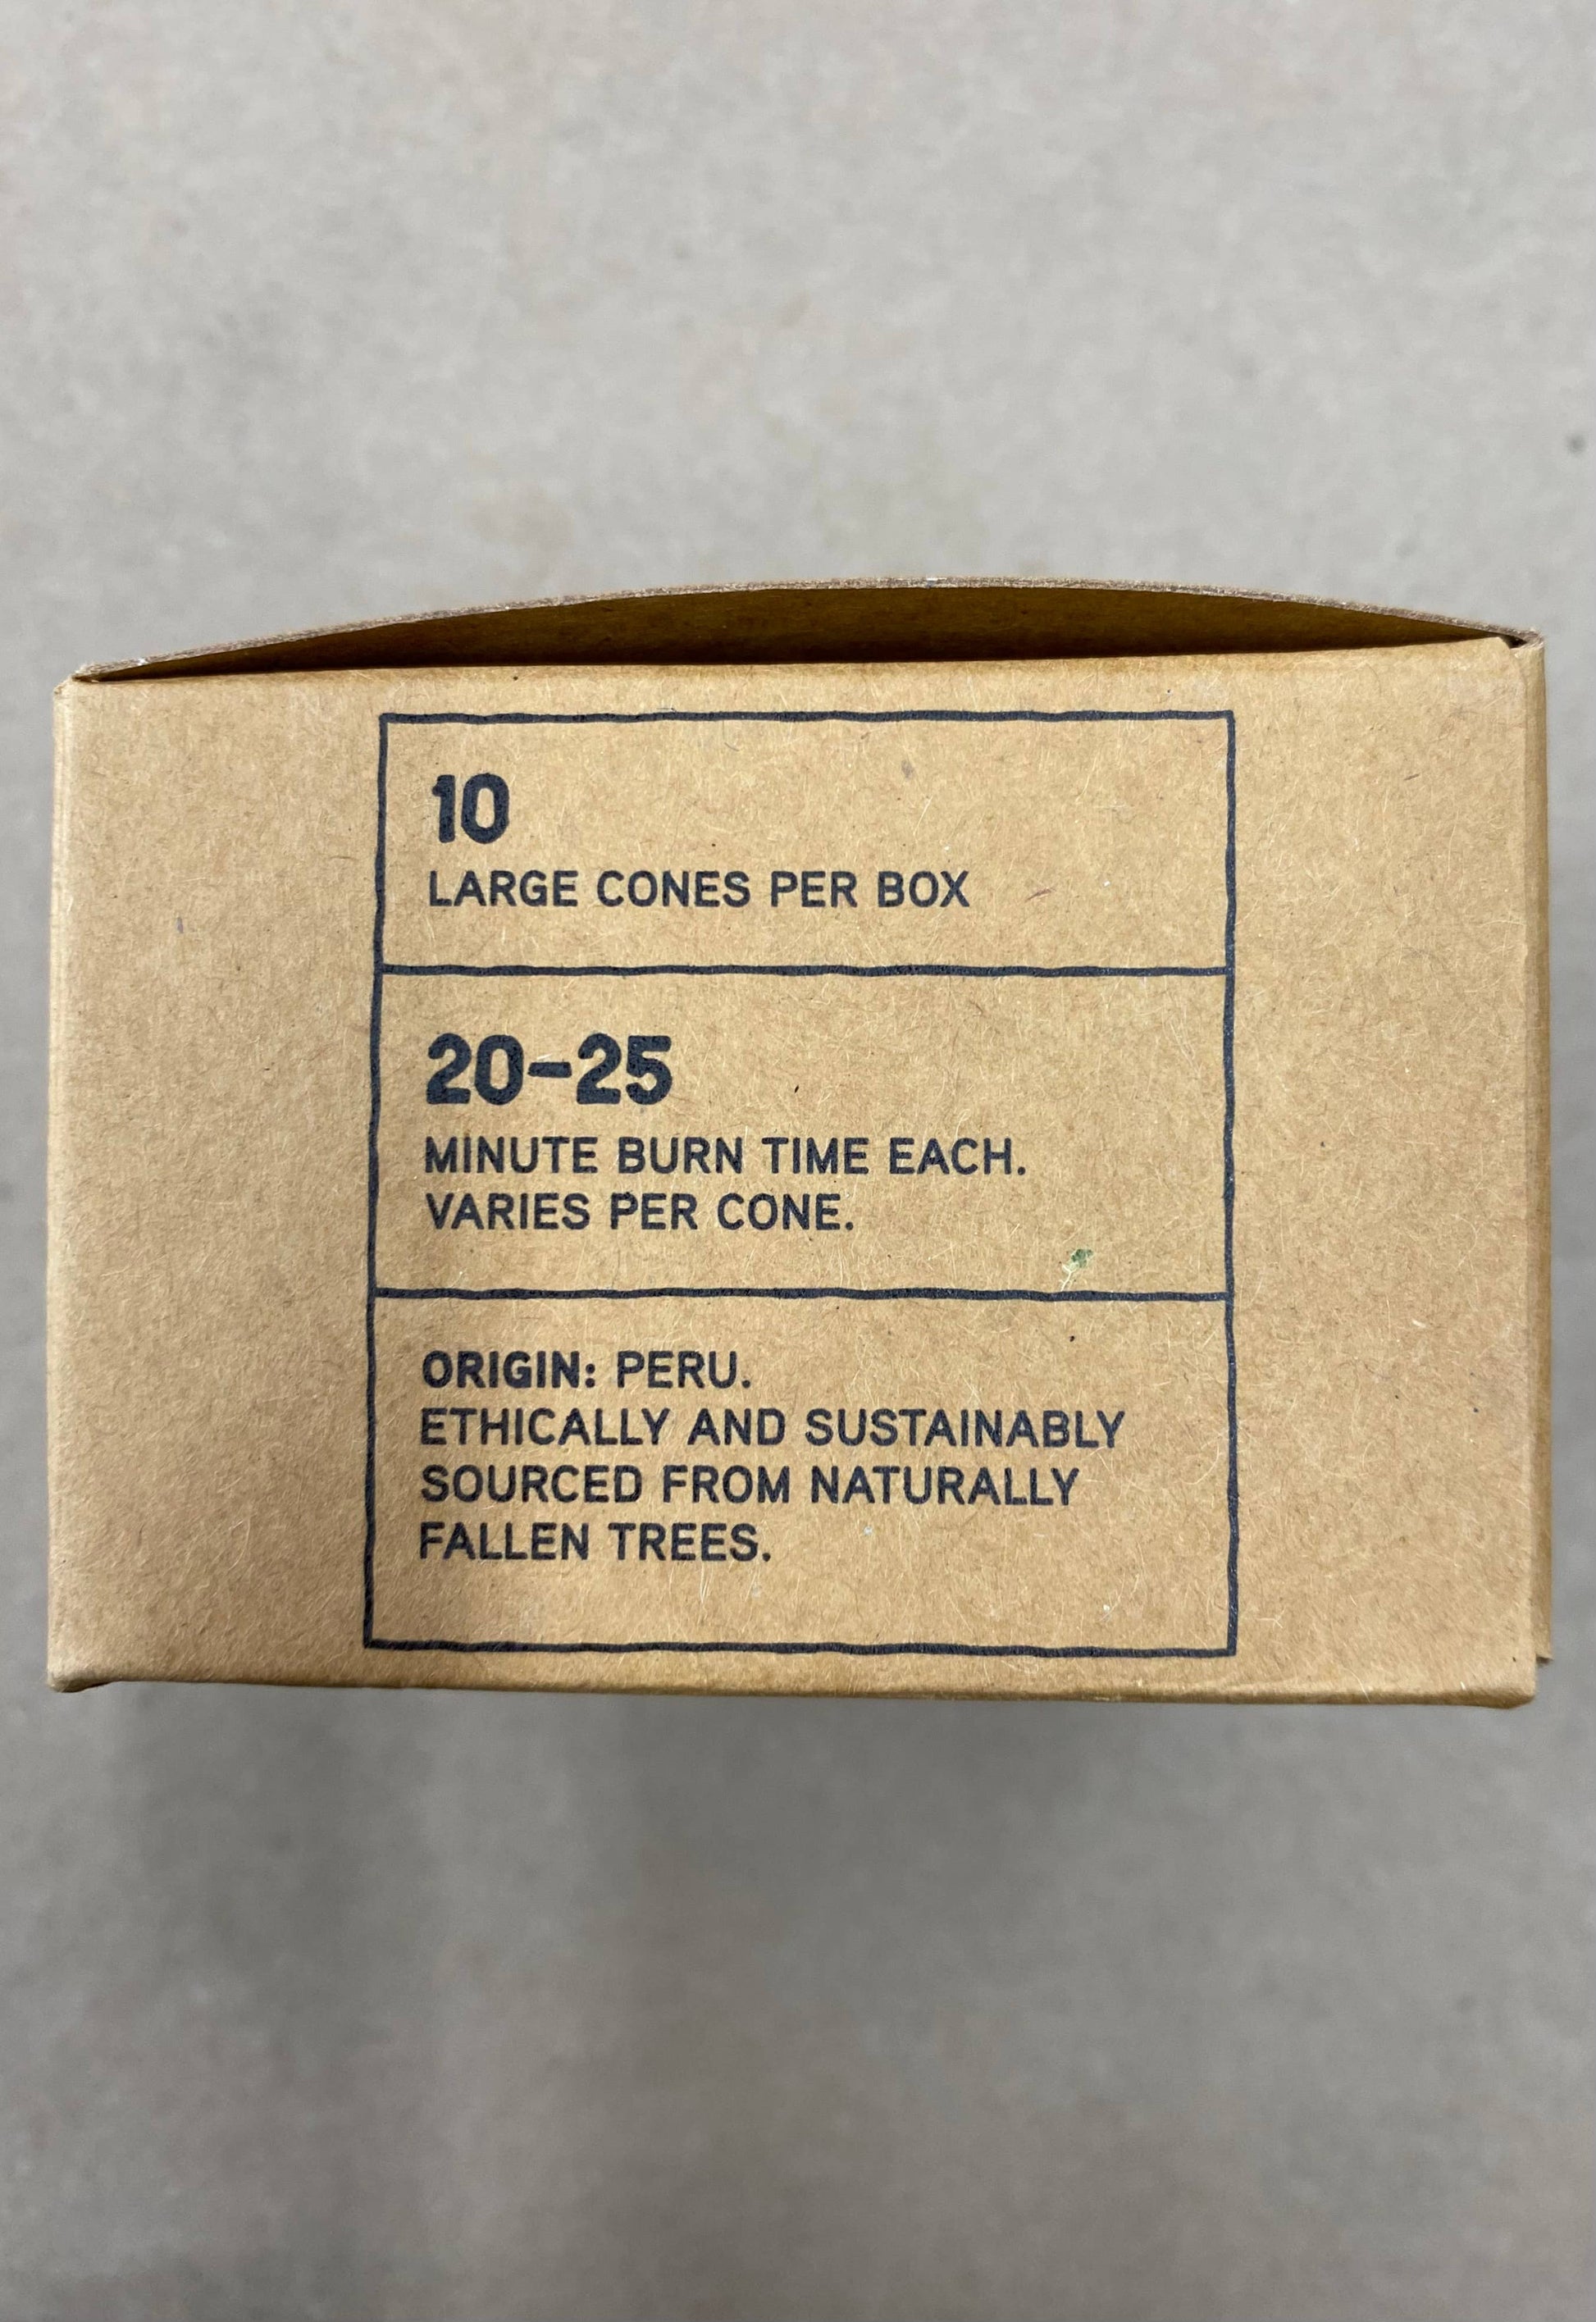 10
LARGE CONES PER BOX
20-25
MINUTE BURN TIME EACH.
VARIES PER CONE.
ORIGIN: PERU.
ETHICALLY AND SUSTAINABLY
SOURCED FROM NATURALLY
FALLEN TREES.